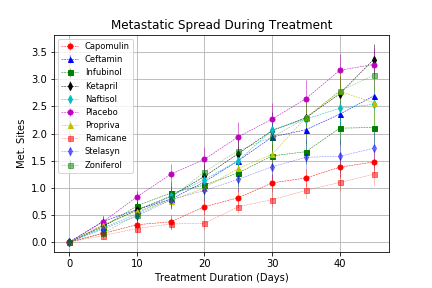 Metastatic Spread During Treatment
Capomulin
Ceftamin
Infubinol
Ketapril
Naftisol
Placebo
Propriva
Ramicane
Stelasyn
Zoniferol
3.5
3.0
2.5
2.0
1.5
1.0
0.5
0.0
Met. Sites
0
10
20
30
40
Treatment Duration (Days)